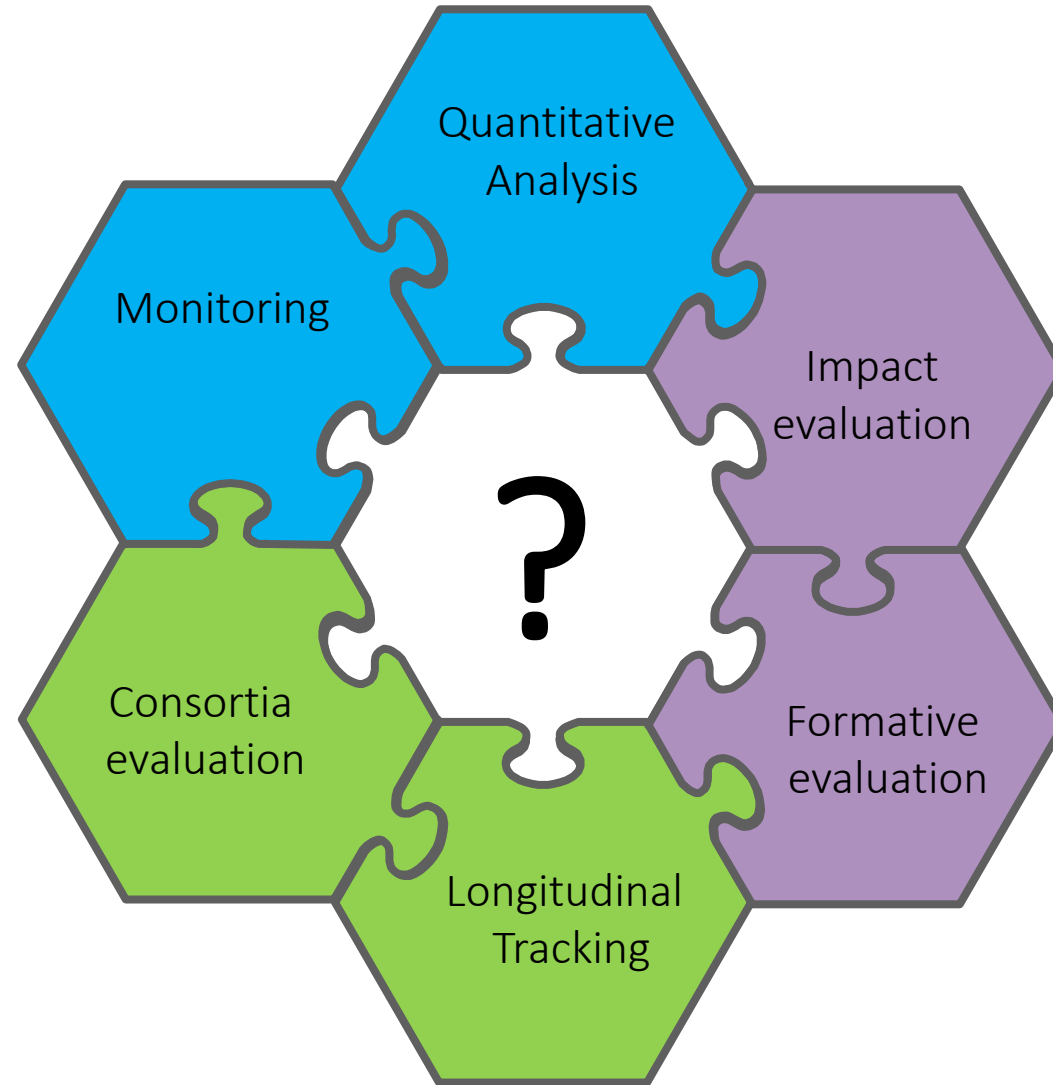 Quantitative
Analysis
Monitoring
Impact
evaluation
?
Consortia
evaluation
Formative
evaluation
Longitudinal
Tracking